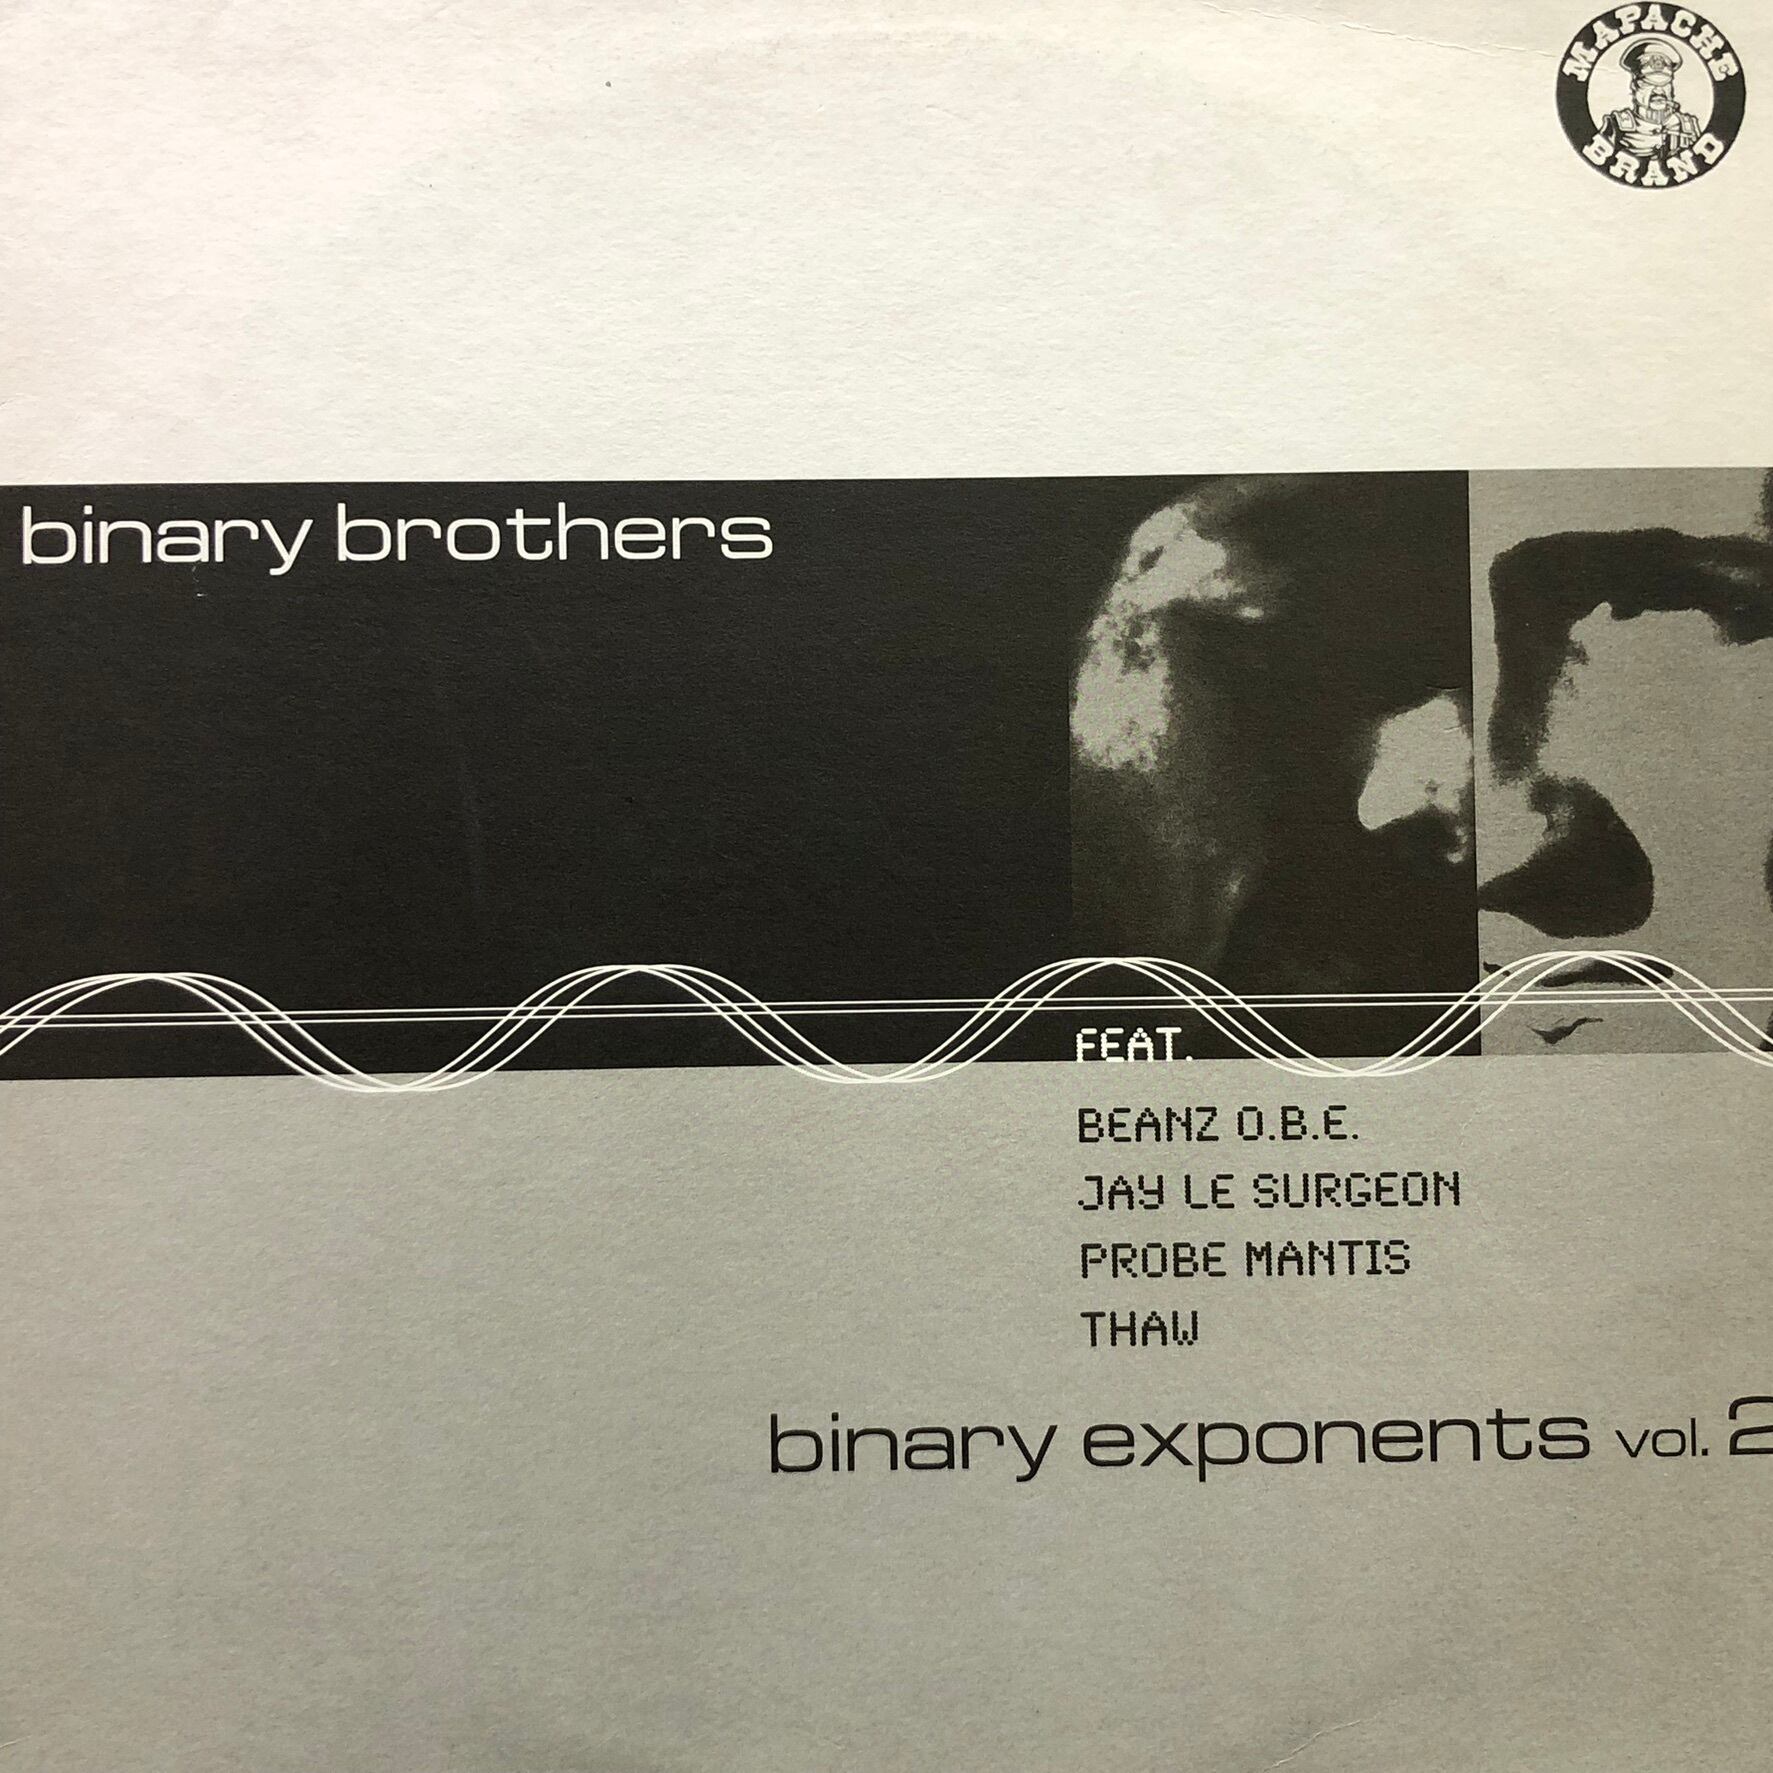 MAPACHE
BRAND
binary brothers
FEAT.
BEANZ O.B.E.
JAY LE SURGEON
PROBE MANTIS
THAW
binary exponents vol. 2